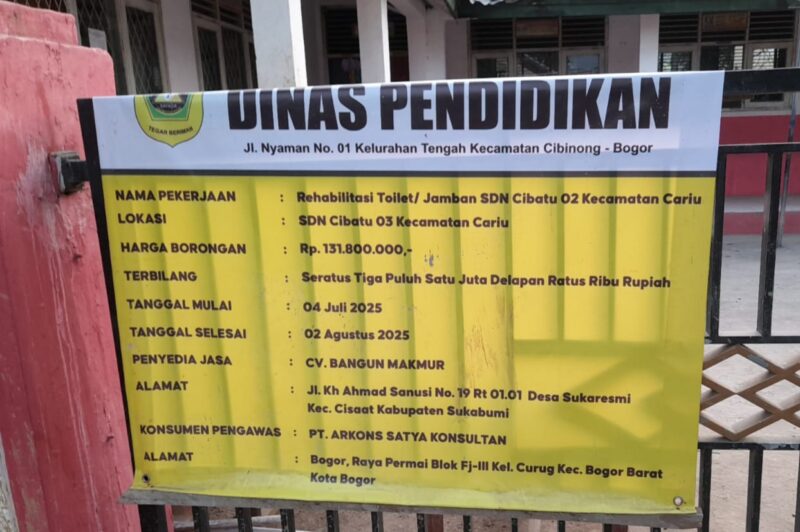 TEGAR BERIMAN
DINAS PENDIDIKAN
Jl. Nyaman No. 01 Kelurahan Tengah Kecamatan Cibinong - Bogor
NAMA PEKERJAAN : Rehabilitasi Toilet/ Jamban SDN Cibatu 02 Kecamatan Cariu
LOKASI : SDN Cibatu 03 Kecamatan Cariu
HARGA BORONGAN : Rp. 131.800.000,-
TERBILANG : Seratus Tiga Puluh Satu Juta Delapan Ratus Ribu Rupiah
TANGGAL MULAI : 04 Juli 2025
TANGGAL SELESAI : 02 Agustus 2025
PENYEDIA JASA : CV. BANGUN MAKMUR
ALAMAT : Jl. Kh Ahmad Sanusi No. 19 Rt 01.01 Desa Sukaresmi
Kec. Cisaat Kabupaten Sukabumi
KONSUMEN PENGAWAS : PT. ARKONS SATYA KONSULTAN
ALAMAT : Bogor, Raya Permai Blok Fj-III Kel. Curug Kec. Bogor Barat
Kota Bogor